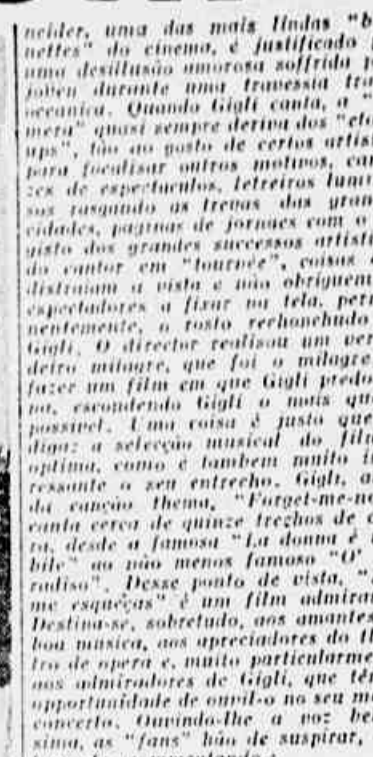 neider, uma das mais lindas "b
nettes" do cinema, é justificado
uma desillusão amorosa soffrida p
joven durante uma travessia tra
oceanica. Quando Gigli canta, a "
mera" quasi sempre deriva dos "clo
ups", tão ao gosto de certos artis
para focalisar outros motivos, car
zes de espectaculos, letreiros lumi
sos rasgando as trevas das gran
cidades, paginas de jornaes com o
gisto dos grandes successos artisti
do cantor em "tournée", coisas
distraiam a vista e não obriguem
espectadores a fixar na tela, per
nentemente, o rosto rechonchudo
Gigli. O director realisou um ver
deiro milagre, que foi o milagre
fazer um film em que Gigli predo
na, escondendo Gigli o mais que
possivel. Uma coisa é justo que
diga: a selecção musical do film
optima, como é tambem muito i
ressante o seu entrecho. Gigli, a
da canção thema, "Forget-me-no
canta cerca de quinze trechos de o
ra, desde a famosa "La donna é
bile" ao não menos famoso "O'
radiso". Desse ponto de vista, "
me esqueças" é um film admira
Destina-se, sobretudo, aos amantes
boa musica, aos apreciadores do th
tro de opera e, muito particularme
aos admiradores de Gigli, que tê
opportunidade de ouvil-o no seu me
concerto. Ouvindo-lhe a voz bel
sima, as "fans" hão de suspirar,